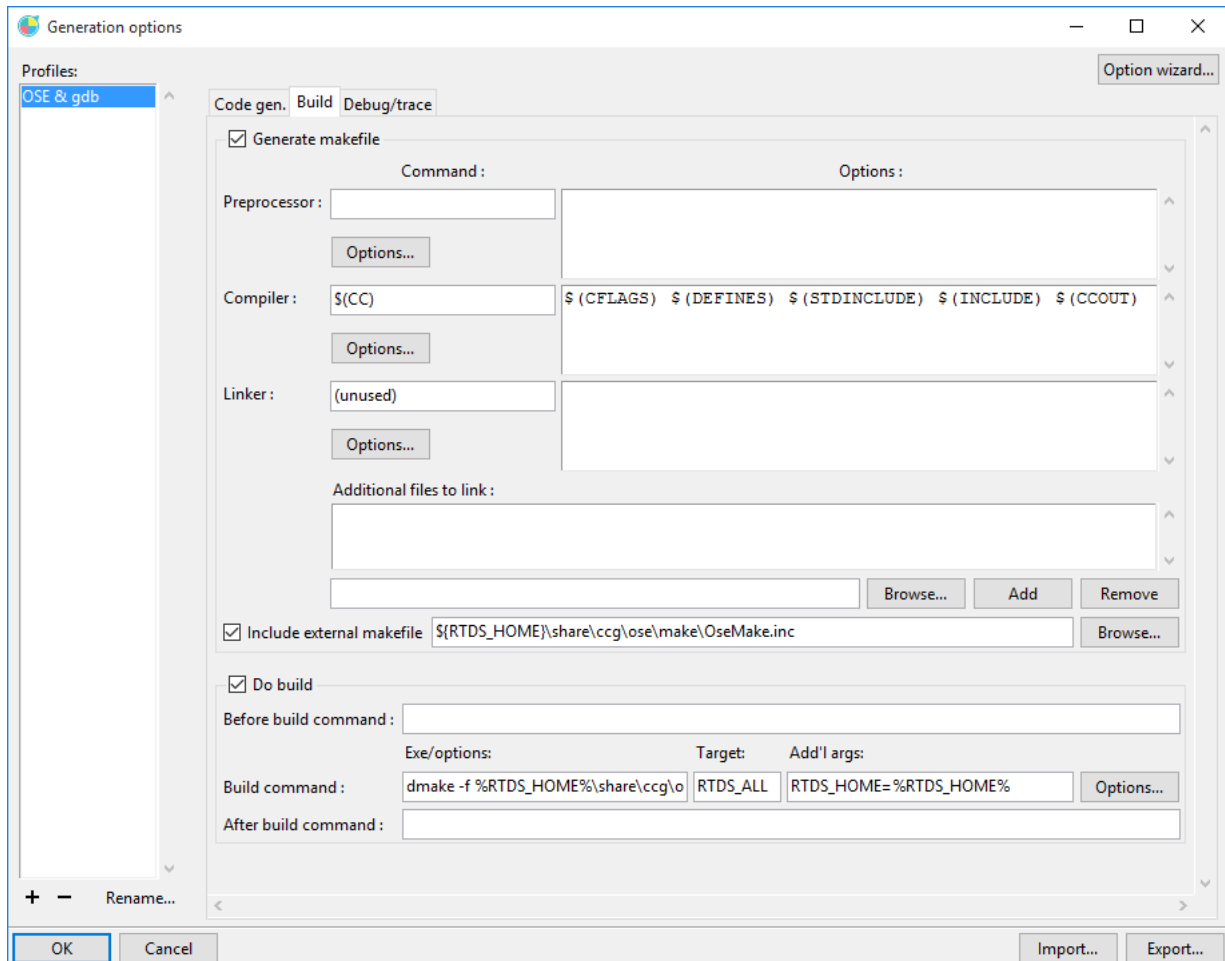 Generation options
Profiles:
Option wizard...
OSE & gdb
Code gen. Build Debug/trace
Generate makefile
Command : Options :
Preprocessor :
Options...
Compiler : $(CC) $(CFLAGS) $(DEFINES) $(STDINCLUDE) $(INCLUDE) $(CCOUT)
Options...
Linker : (unused)
Options...
Additional files to link :
Browse... Add Remove
Include external makefile ${RTDS_HOME}\share\ccg\ose\make\OseMake.inc Browse...
Do build
Before build command :
Exe/options: Target: Add'l args:
Build command : dmake -f %RTDS_HOME%\share\ccg\o RTDS_ALL RTDS_HOME=%RTDS_HOME% Options...
After build command :
+ − Rename...
OK Cancel Import... Export...